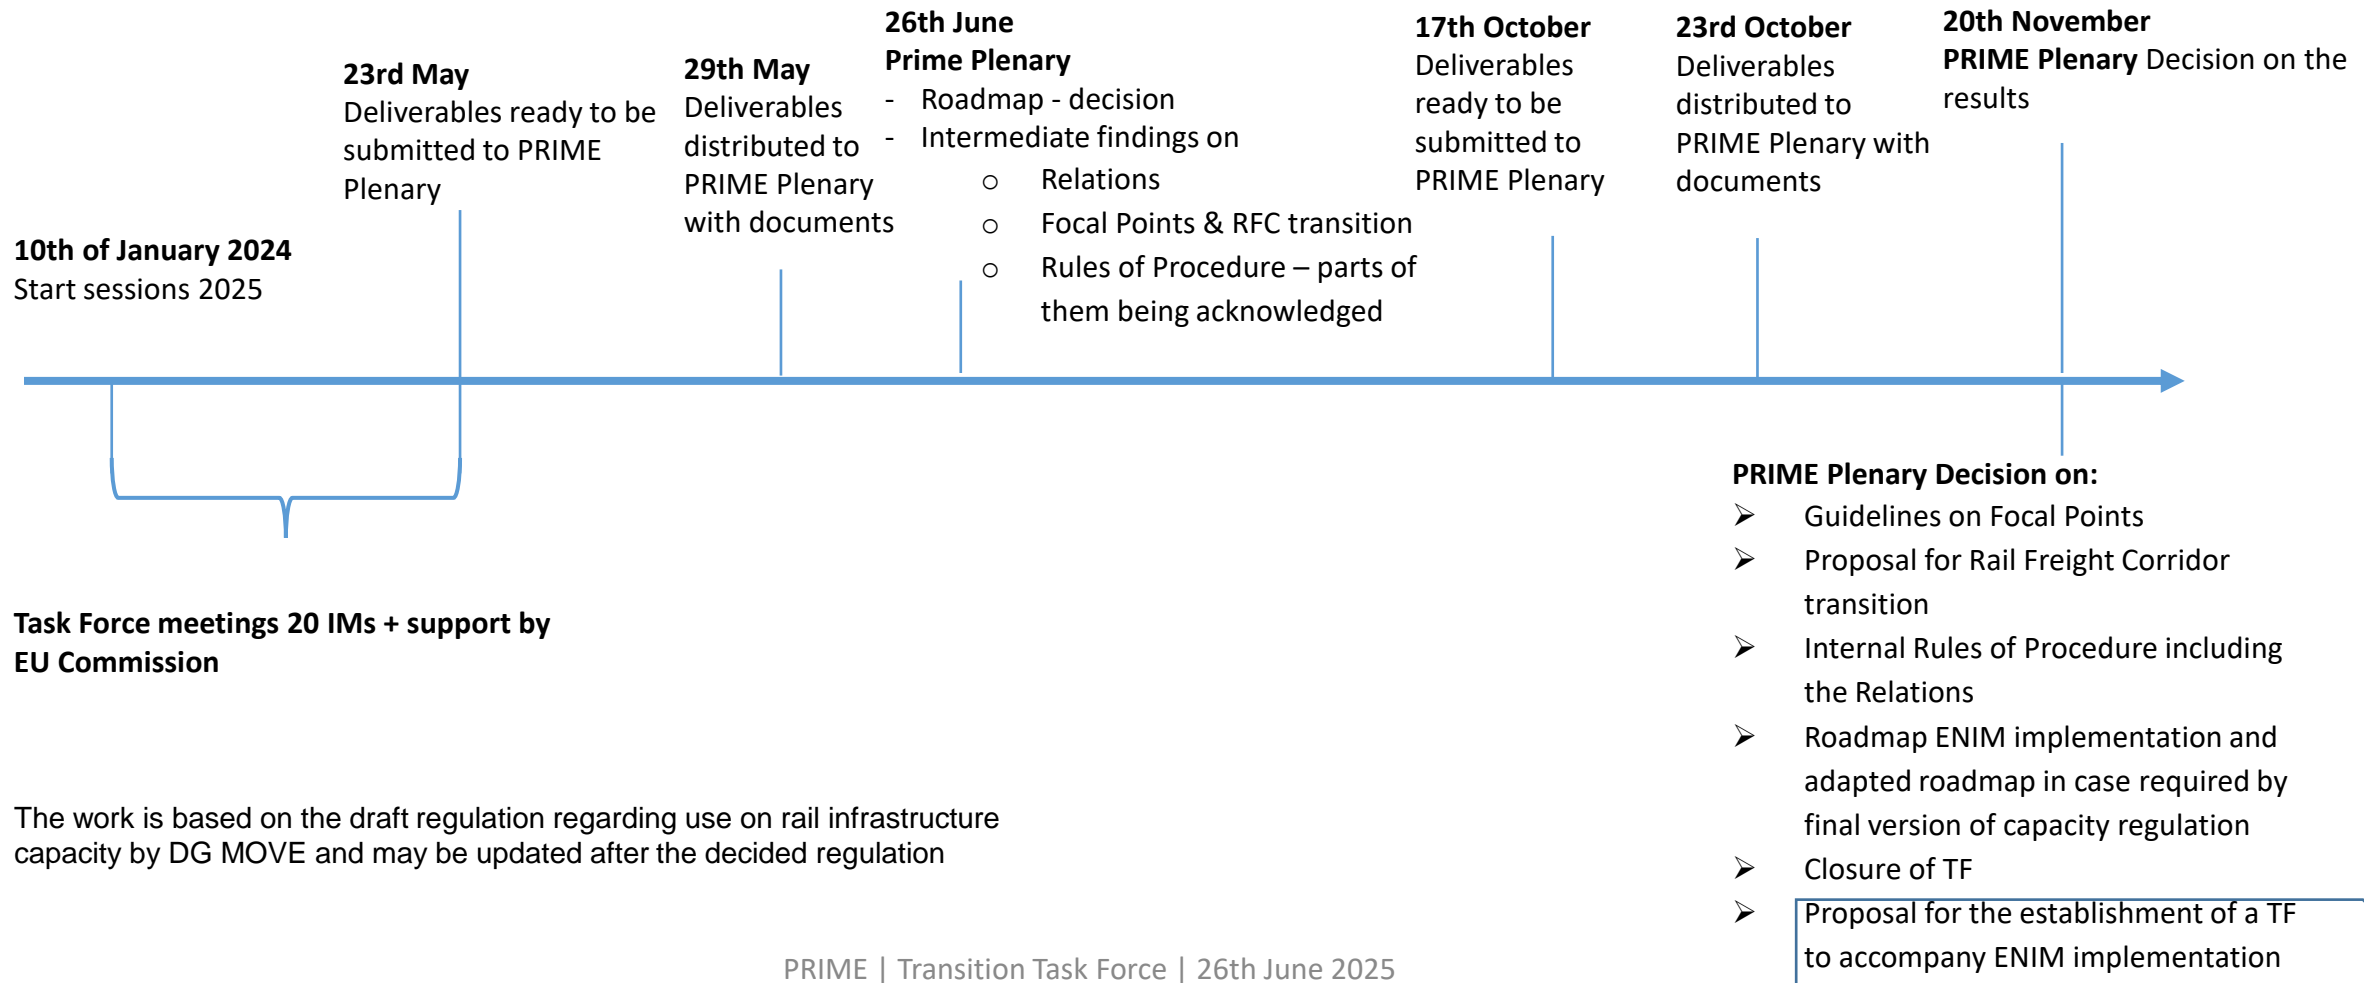 10th of January 2024
Start sessions 2025
23rd May
Deliverables ready to be
submitted to PRIME
Plenary
29th May
Deliverables
distributed to
PRIME Plenary
with documents
26th June
Prime Plenary
- Roadmap - decision
- Intermediate findings on
o Relations
o Focal Points & RFC transition
o Rules of Procedure – parts of
them being acknowledged
17th October
Deliverables
ready to be
submitted to
PRIME Plenary
23rd October
Deliverables
distributed to
PRIME Plenary with
documents
20th November
PRIME Plenary Decision on the
results
Task Force meetings 20 IMs + support by
EU Commission
The work is based on the draft regulation regarding use on rail infrastructure
capacity by DG MOVE and may be updated after the decided regulation
PRIME Plenary Decision on:
➢ Guidelines on Focal Points
➢ Proposal for Rail Freight Corridor
transition
➢ Internal Rules of Procedure including
the Relations
➢ Roadmap ENIM implementation and
adapted roadmap in case required by
final version of capacity regulation
➢ Closure of TF
➢ Proposal for the establishment of a TF
to accompany ENIM implementation
PRIME | Transition Task Force | 26th June 2025